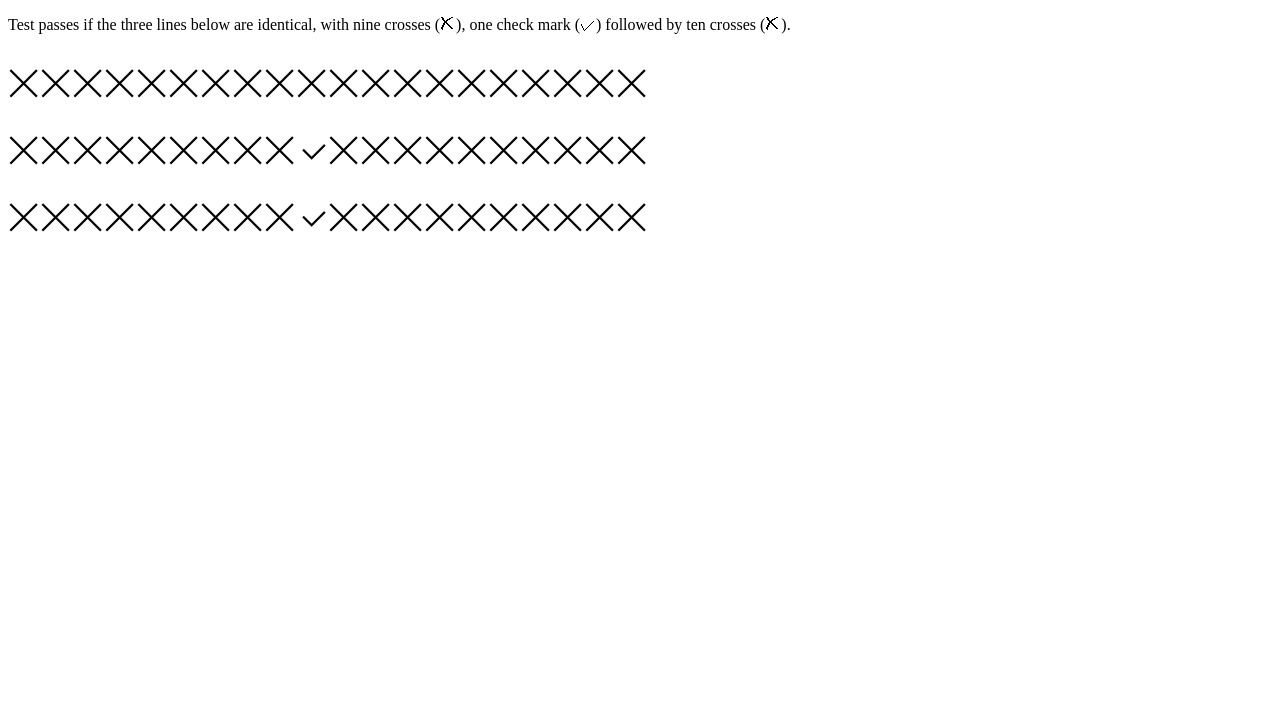 Test passes if the three lines below are identical, with nine crosses (✗), one check mark (✓) followed by ten crosses (✗).
☓☓☓☓☓☓☓☓☓☓☓☓☓☓☓☓☓☓☓☓
☓☓☓☓☓☓☓☓☓✓☓☓☓☓☓☓☓☓☓☓
☓☓☓☓☓☓☓☓☓✓☓☓☓☓☓☓☓☓☓☓